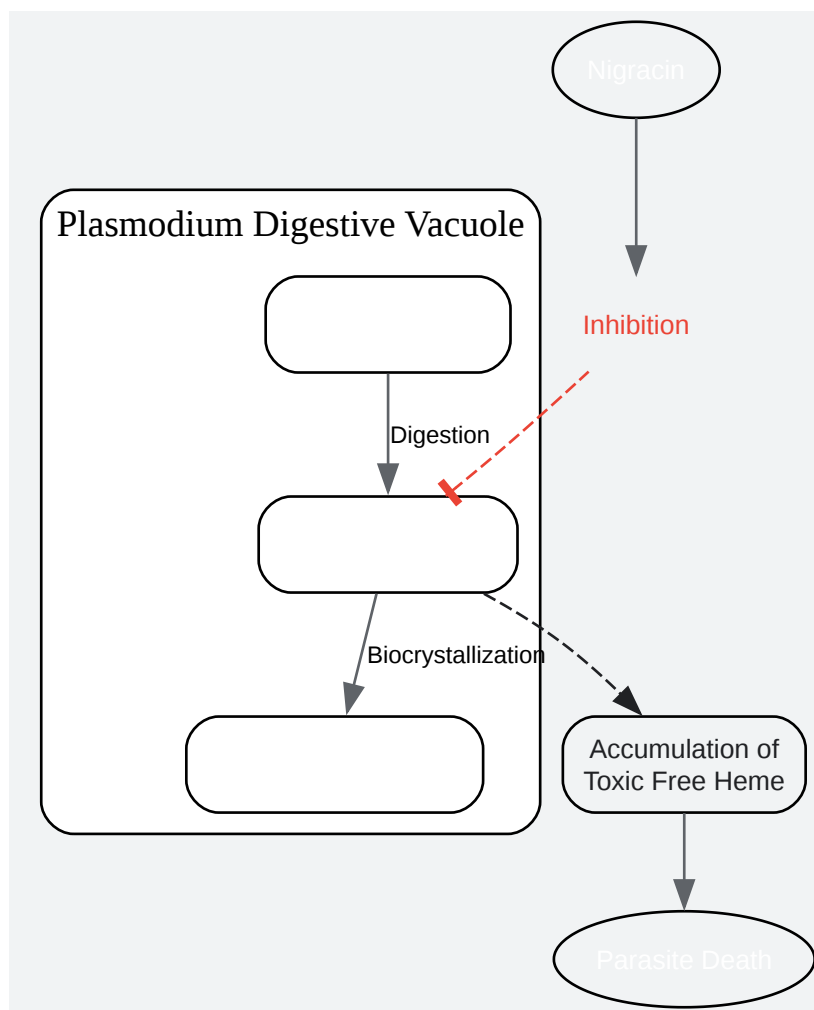 Nigracin
Plasmodium Digestive Vacuole
Inhibition
Digestion
Biocrystallization
Accumulation of
Toxic Free Heme
Parasite Death